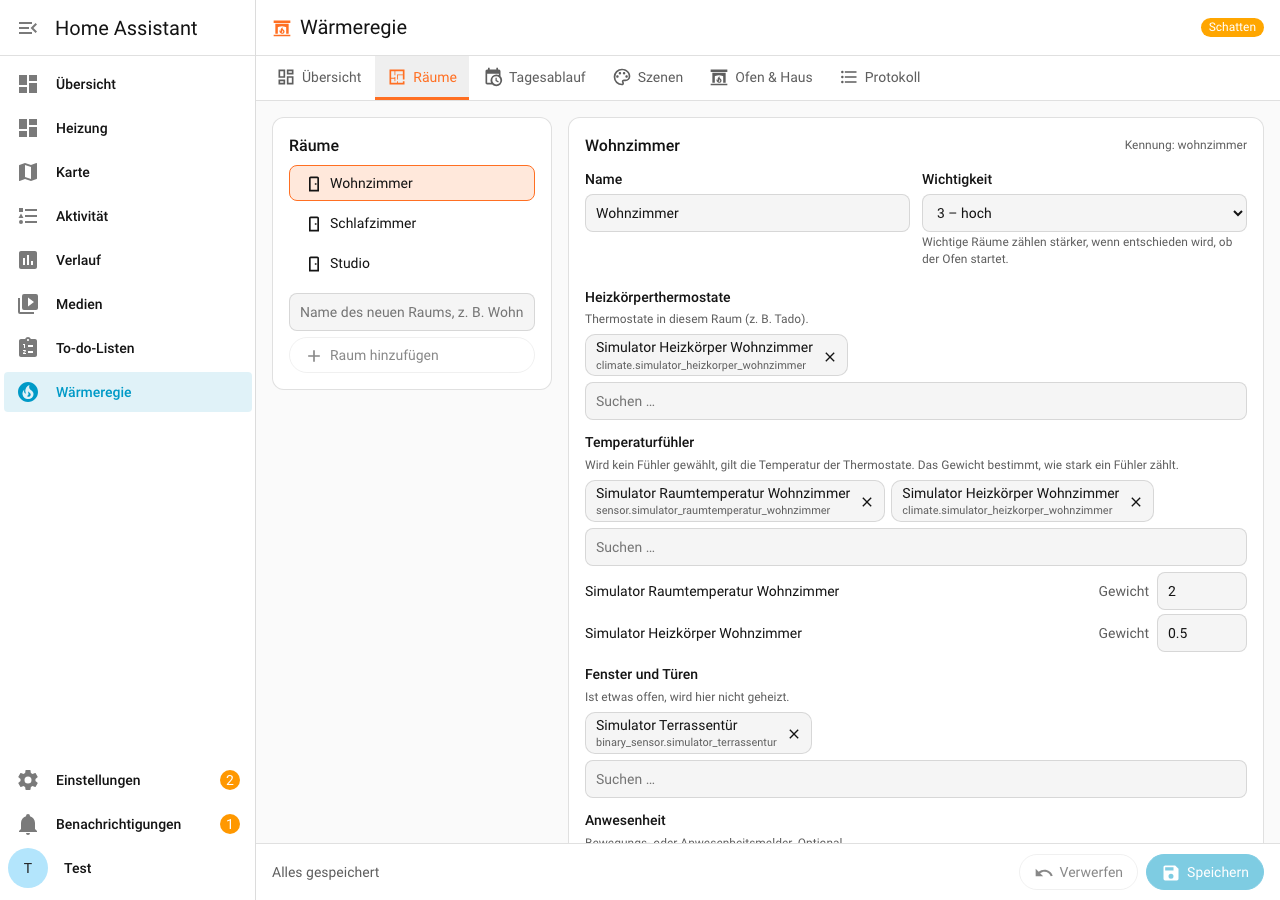 Home Assistant
Übersicht
Heizung
Karte
Aktivität
Verlauf
Medien
To-do-Listen
Wärmeregie
Einstellungen
2
Benachrichtigungen
1
T
Test
Wärmeregie
Schatten
Übersicht
Räume
Tagesablauf
Szenen
Ofen & Haus
Protokoll
Räume
Wohnzimmer
Schlafzimmer
Studio
Name des neuen Raums, z. B. Wohn
Raum hinzufügen
Wohnzimmer
Kennung: wohnzimmer
Name
Wohnzimmer
Wichtigkeit
3 – hoch
Wichtige Räume zählen stärker, wenn entschieden wird, ob
der Ofen startet.
Heizkörperthermostate
Thermostate in diesem Raum (z. B. Tado).
Simulator Heizkörper Wohnzimmer
climate.simulator_heizkorper_wohnzimmer
Suchen …
Temperaturfühler
Wird kein Fühler gewählt, gilt die Temperatur der Thermostate. Das Gewicht bestimmt, wie stark ein Fühler zählt.
Simulator Raumtemperatur Wohnzimmer
sensor.simulator_raumtemperatur_wohnzimmer
Simulator Heizkörper Wohnzimmer
climate.simulator_heizkorper_wohnzimmer
Suchen …
Simulator Raumtemperatur Wohnzimmer
Gewicht
2
Simulator Heizkörper Wohnzimmer
Gewicht
0.5
Fenster und Türen
Ist etwas offen, wird hier nicht geheizt.
Simulator Terrassentür
binary_sensor.simulator_terrassentur
Suchen …
Anwesenheit
Bewegungs- oder Anwesenheitsmelder. Optional.
Alles gespeichert
Verwerfen
Speichern